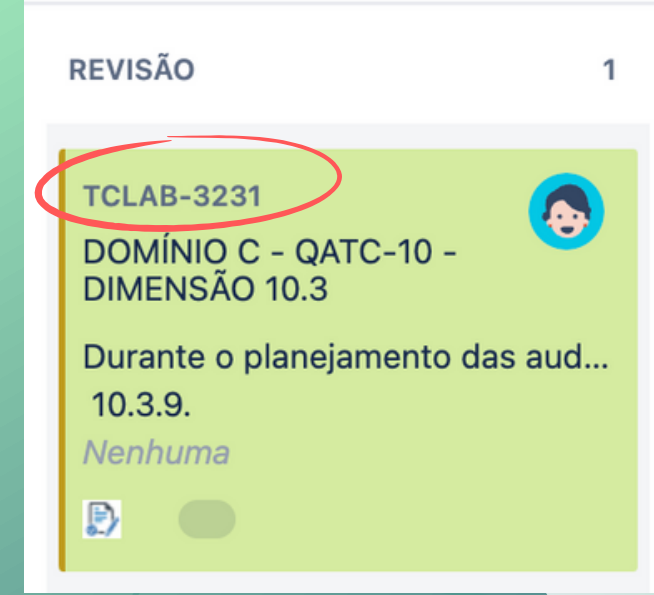 REVISÃO 1
TCLAB-3231
DOMÍNIO C - QATC-10 -
DIMENSÃO 10.3
Durante o planejamento das aud...
10.3.9.
Nenhuma